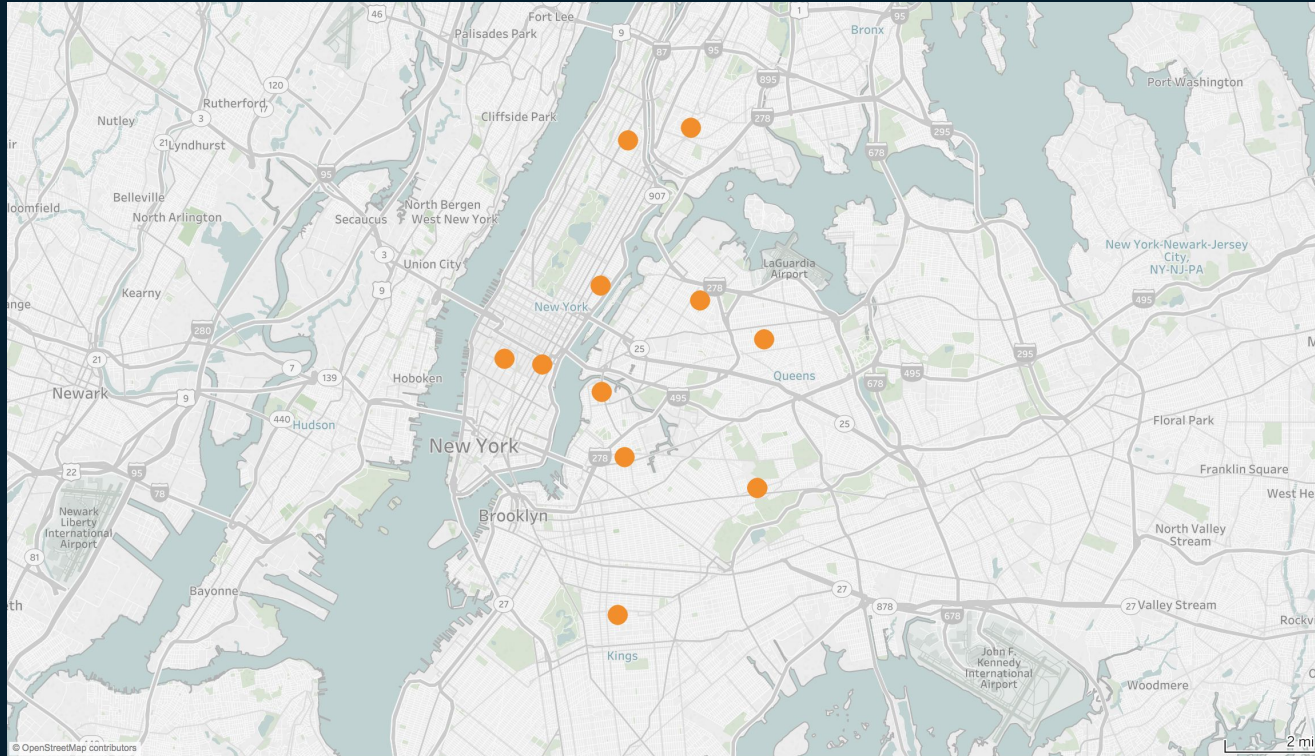 46
Fort Lee
9
1
95
Palisades Park
Bronx
87
95
895
120
Port Washington
Rutherford
17
3
Cliffside Park
278
Nutley
295
21
Lyndhurst
678
95
Belleville
907
North Bergen
North Arlington
Secaucus
West New York
3
Union City
LaGuardia
Airport
New York-Newark-Jersey
City,
NY-NJ-PA
Kearny
9
278
New York
495
280
25
21
295
7
Queens
495
139
Hoboken
678
Newark
9
495
440
Hudson
25
Floral Park
New York
278
22
95
Franklin Square
78
West He
Newark
Liberty
International
Airport
Brooklyn
North Valley
Stream
81
Bayonne
27
27
878
678
27
Valley Stream
Kings
John F.
Kennedy
International
Airport
Woodmere
© OpenStreetMap contributors
2 mi